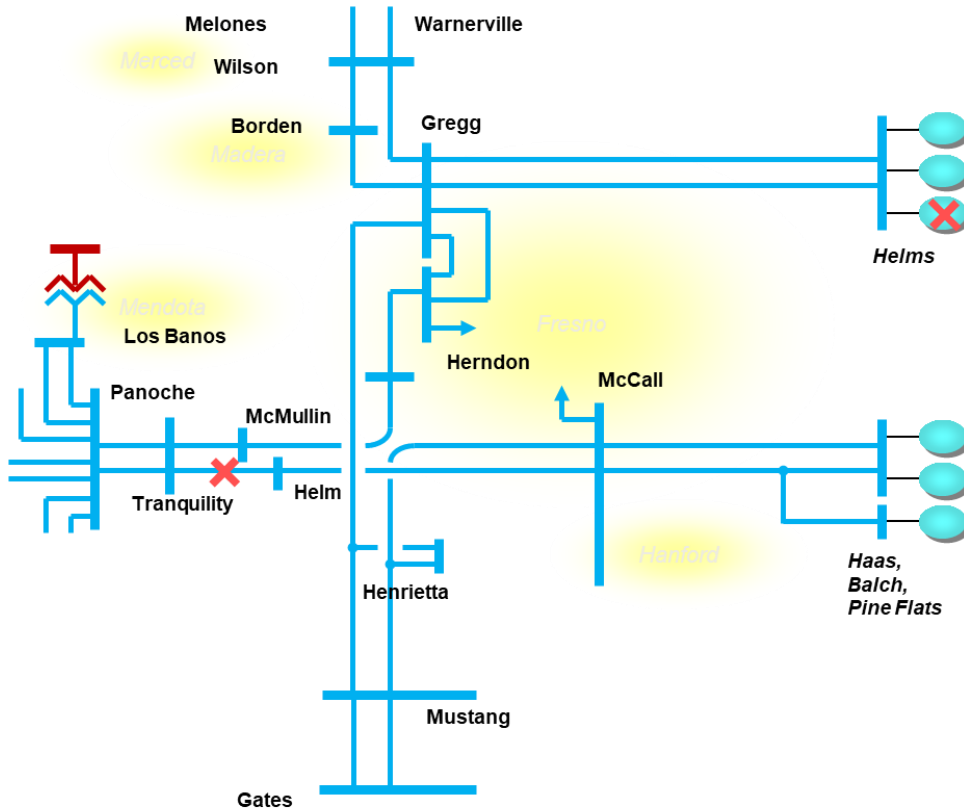 Melones
Warnerville
Merced
Wilson
Borden
Gregg
Madera
Helms
Mendota
Los Banos
Fresno
Herndon
McCall
Panoche
McMullin
Tranquility
Helm
Hanford
Henrietta
Haas,
Balch,
Pine Flats
Mustang
Gates